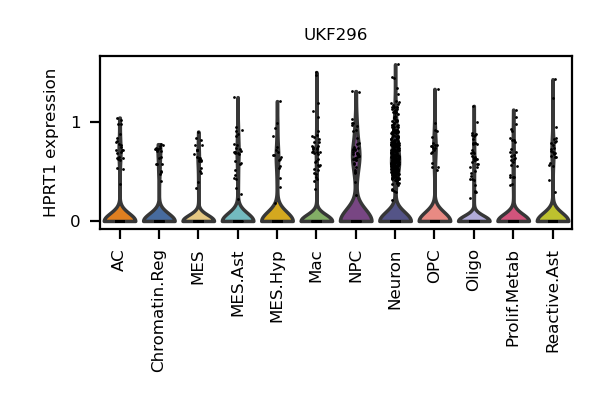 UKF296
HPRT1 expression
1
0
AC
Chromatin.Reg
MES
MES.Ast
MES.Hyp
Mac
NPC
Neuron
OPC
Oligo
Prolif.Metab
Reactive.Ast